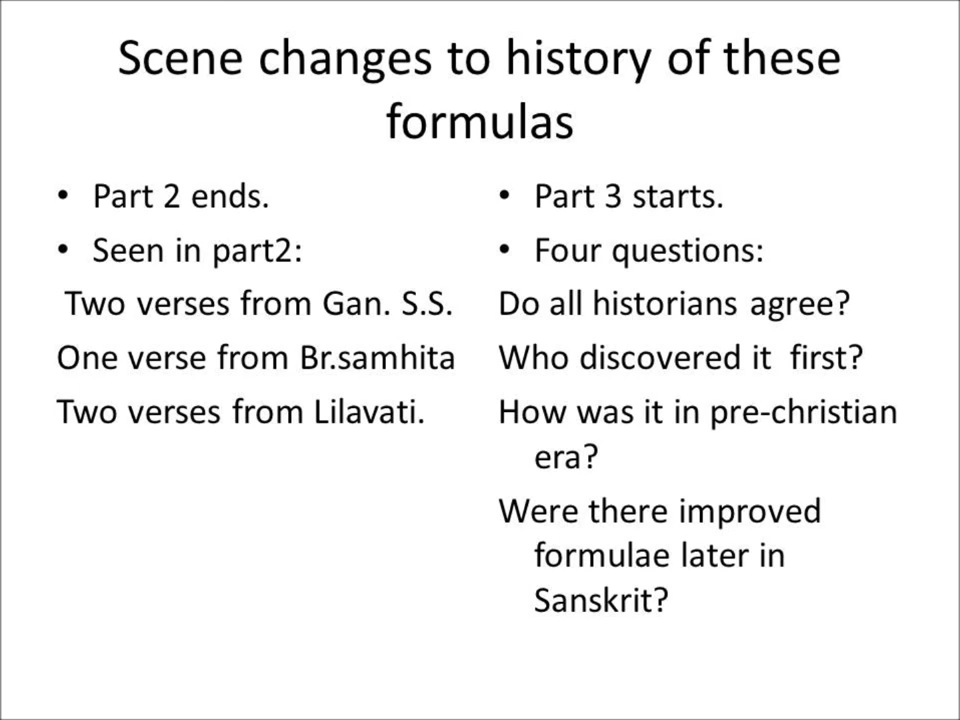 Scene changes to history of these
formulas
• Part 2 ends.
• Seen in part2:
Two verses from Gan. S.S.
One verse from Br.samhita
Two verses from Lilavati.
• Part 3 starts.
• Four questions:
Do all historians agree?
Who discovered it  first?
How was it in pre-christian
era?
Were there improved
formulae later in
Sanskrit?